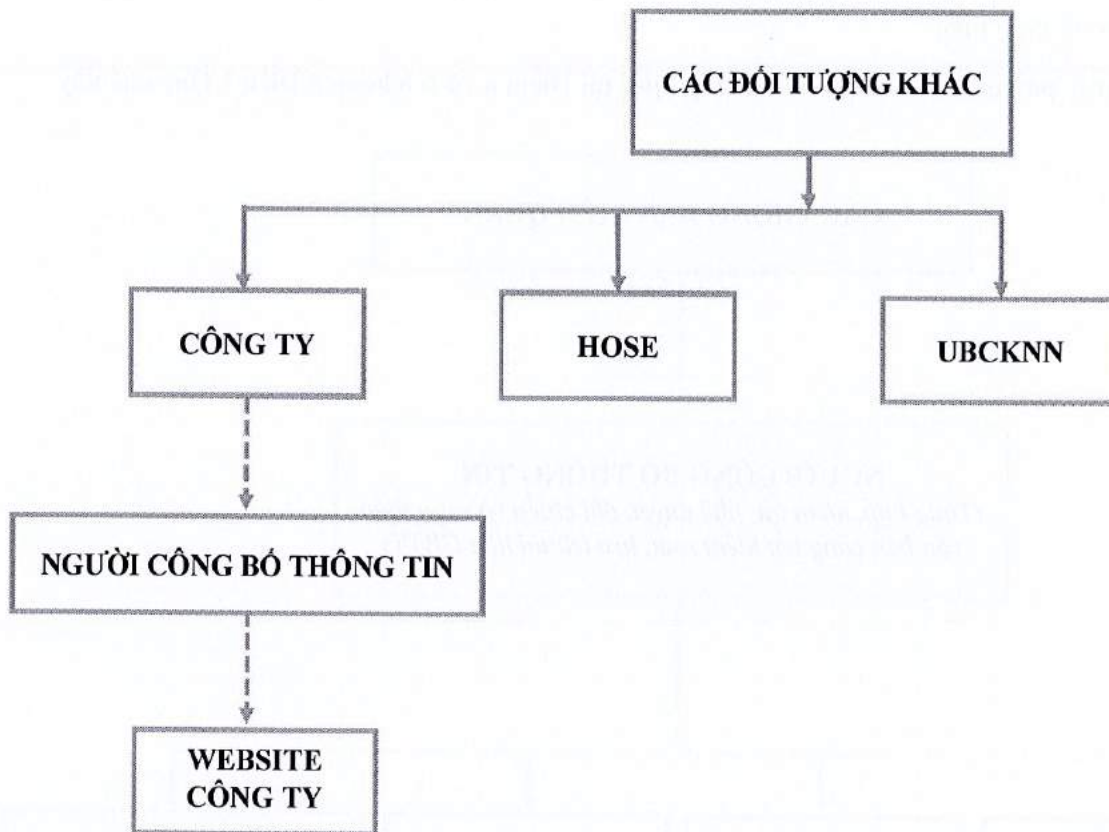 CÁC ĐỐI TƯỢNG KHÁC
CÔNG TY
HOSE
UBCKNN
NGƯỜI CÔNG BỐ THÔNG TIN
WEBSITE
CÔNG TY